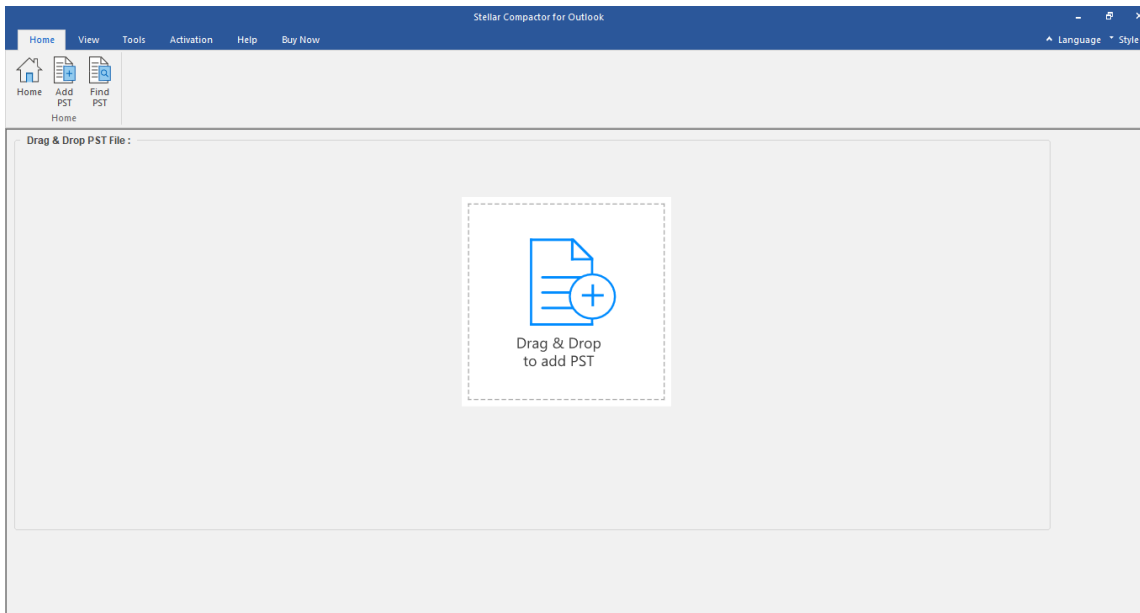 Stellar Compactor for Outlook
Home View Tools Activation Help Buy Now Language Style
Home Add PST Find PST
Home
Drag & Drop PST File :
Drag & Drop
to add PST